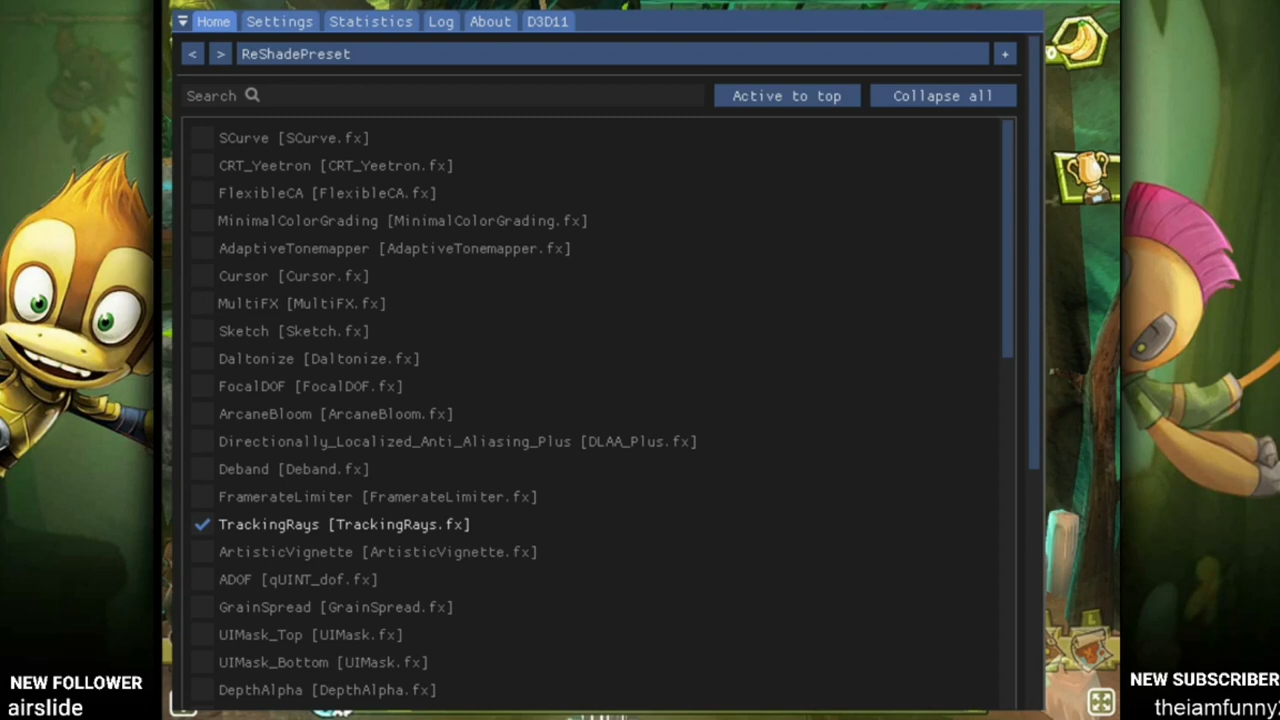 Home Settings Statistics Log About D3D11
< > ReShadePreset +
Search Active to top Collapse all
SCurve [SCurve.fx]
CRT_Yeetron [CRT_Yeetron.fx]
FlexibleCA [FlexibleCA.fx]
MinimalColorGrading [MinimalColorGrading.fx]
AdaptiveTonemapper [AdaptiveTonemapper.fx]
Cursor [Cursor.fx]
MultiFX [MultiFX.fx]
Sketch [Sketch.fx]
Daltonize [Daltonize.fx]
FocalDOF [FocalDOF.fx]
ArcaneBloom [ArcaneBloom.fx]
Directionally_Localized_Anti_Aliasing_Plus [DLAA_Plus.fx]
Deband [Deband.fx]
FramerateLimiter [FramerateLimiter.fx]
TrackingRays [TrackingRays.fx]
ArtisticVignette [ArtisticVignette.fx]
ADOF [qUINT_dof.fx]
GrainSpread [GrainSpread.fx]
UIMask_Top [UIMask.fx]
UIMask_Bottom [UIMask.fx]
DepthAlpha [DepthAlpha.fx]
NEW FOLLOWER
airslide
NEW SUBSCRIBER
theiamfunny